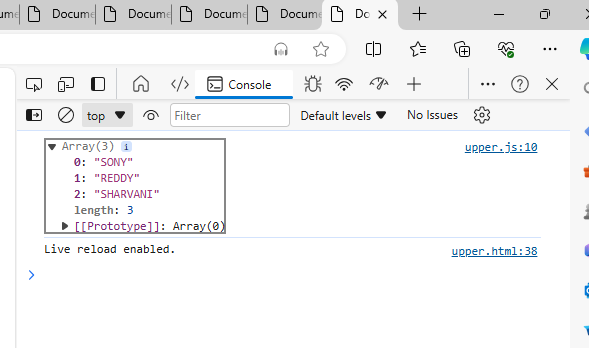 Docume Docume Docume Docume Docu
Console
top Filter Default levels No Issues
Array(3) i upper.js:10
0: "SONY"
1: "REDDY"
2: "SHARVANI"
length: 3
[[Prototype]]: Array(0)
Live reload enabled. upper.html:38